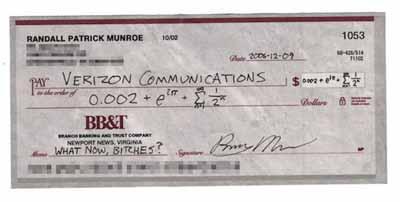 RANDALL PATRICK MUNROE 10/02 1053
Date 2006-12-09
PAY VERIZON COMMUNICATIONS $ 0.002 + e^{iπ} + ∑_{n=1}^{∞} 1/2^n
to the order of 0.002 + e^{iπ} + ∑_{n=1}^{∞} 1/2^n Dollars
BB&T
BRANCH BANKING AND TRUST COMPANY
NEWPORT NEWS, VIRGINIA
Memo WHAT NOW, BITCHES? Signature